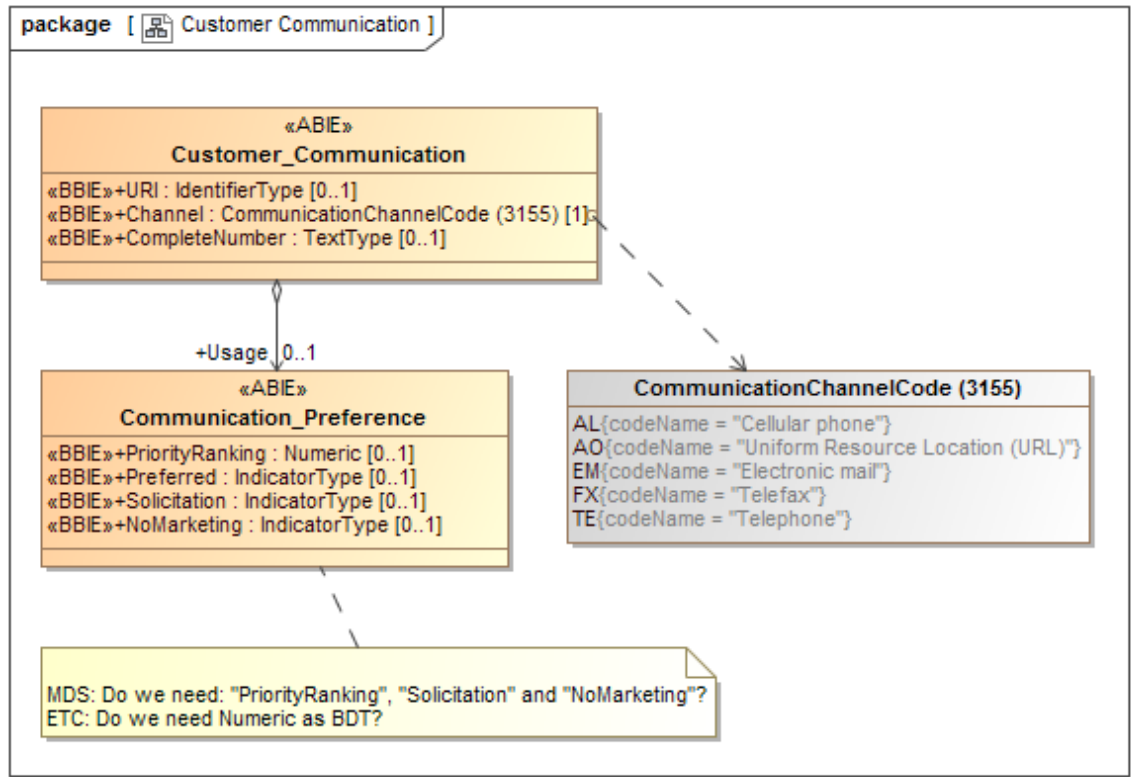 package [ Customer Communication ]
«ABIE»
Customer_Communication
«BBIE»+URI : IdentifierType [0..1]
«BBIE»+Channel : CommunicationChannelCode (3155) [1]
«BBIE»+CompleteNumber : TextType [0..1]
+Usage 0..1
«ABIE»
Communication_Preference
«BBIE»+PriorityRanking : Numeric [0..1]
«BBIE»+Preferred : IndicatorType [0..1]
«BBIE»+Solicitation : IndicatorType [0..1]
«BBIE»+NoMarketing : IndicatorType [0..1]
CommunicationChannelCode (3155)
AL{codeName = "Cellular phone"}
AO{codeName = "Uniform Resource Location (URL)"}
EM{codeName = "Electronic mail"}
FX{codeName = "Telefax"}
TE{codeName = "Telephone"}
MDS: Do we need: "PriorityRanking", "Solicitation" and "NoMarketing"?
ETC: Do we need Numeric as BDT?